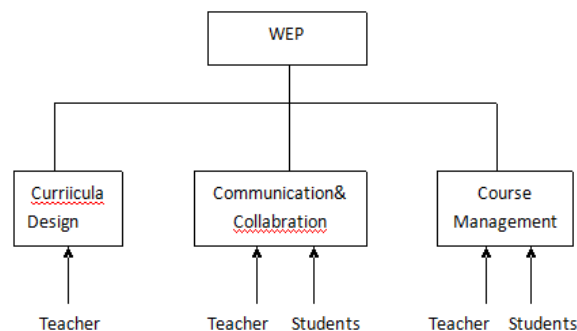 WEP
Curriicula
Design
Communication&
Collabration
Course
Management
Teacher
Teacher Students
Teacher Students